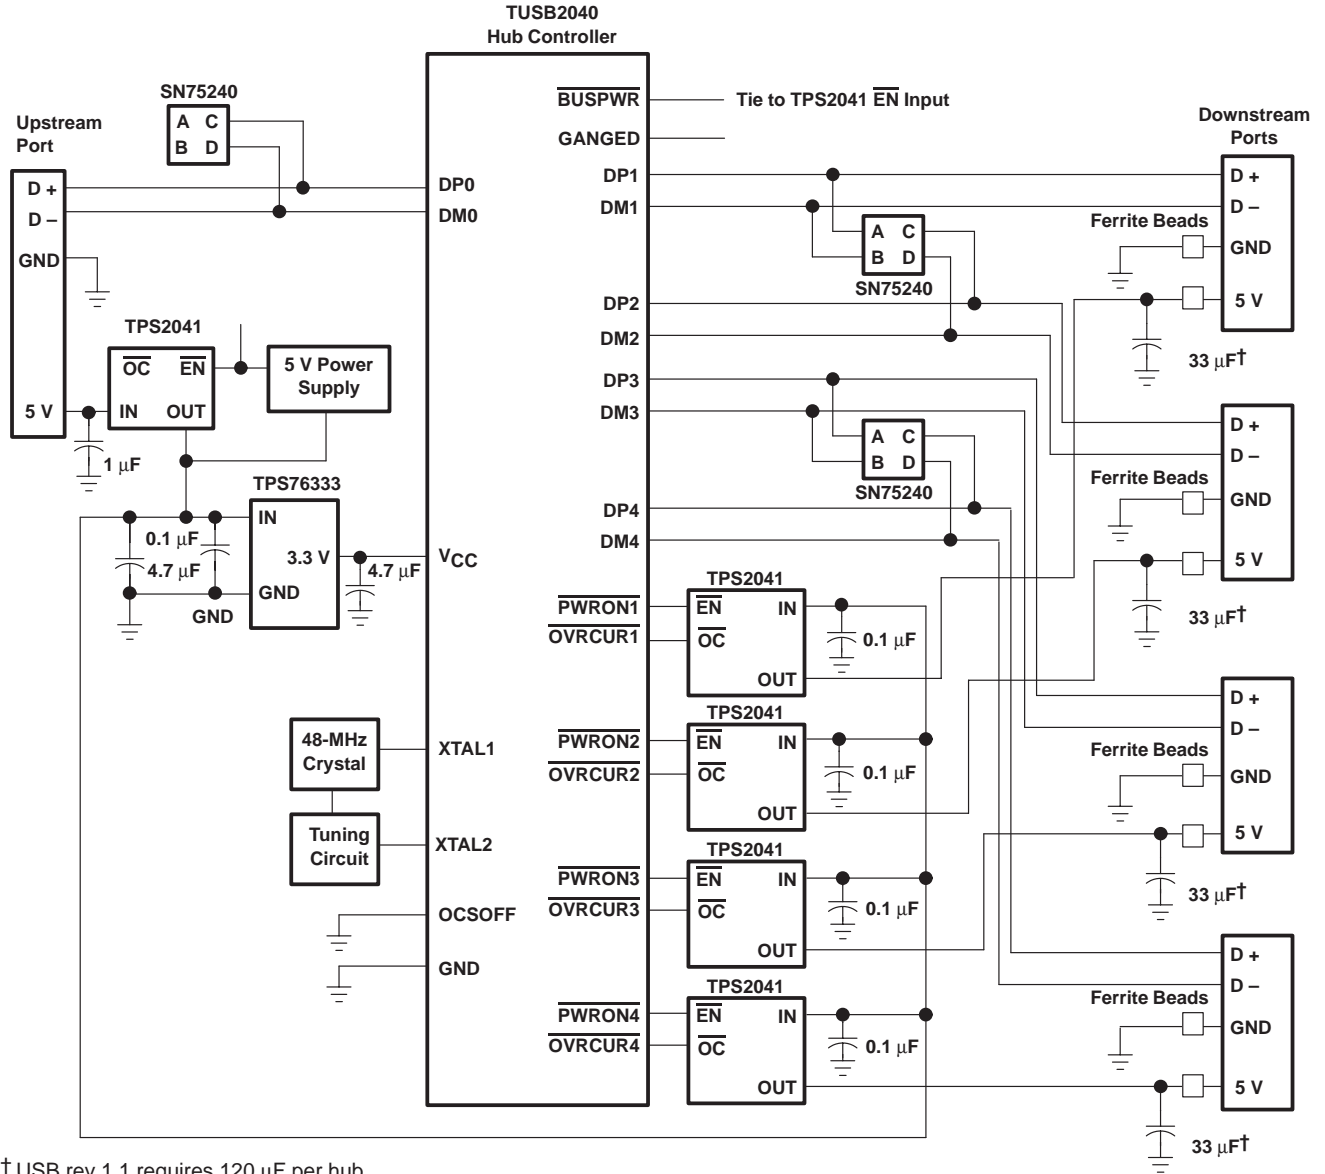 TUSB2040
Hub Controller
SN75240
A C
B D
Upstream
Port
D +
D –
GND
5 V
BUSPWR
Tie to TPS2041 EN Input
GANGED
DP0
DM0
DP1
DM1
Downstream
Ports
D +
D –
Ferrite Beads
GND
5 V
33 µF†
A C
B D
SN75240
DP2
DM2
TPS2041
OC EN
IN OUT
5 V Power
Supply
1 µF
DP3
DM3
A C
B D
SN75240
D +
D –
Ferrite Beads
GND
5 V
33 µF†
TPS76333
IN
3.3 V
GND
0.1 µF
4.7 µF
GND
4.7 µF
VCC
DP4
DM4
TPS2041
PWRON1
EN IN
OVRCUR1
OC
0.1 µF
OUT
TPS2041
PWRON2
EN IN
OVRCUR2
OC
0.1 µF
OUT
D +
D –
Ferrite Beads
GND
5 V
33 µF†
48-MHz
Crystal
XTAL1
Tuning
Circuit
XTAL2
TPS2041
PWRON3
EN IN
OVRCUR3
OC
0.1 µF
OUT
OCSOFF
GND
TPS2041
PWRON4
EN IN
OVRCUR4
OC
0.1 µF
OUT
D +
D –
Ferrite Beads
GND
5 V
33 µF†
† USB rev 1.1 requires 120 µF per hub